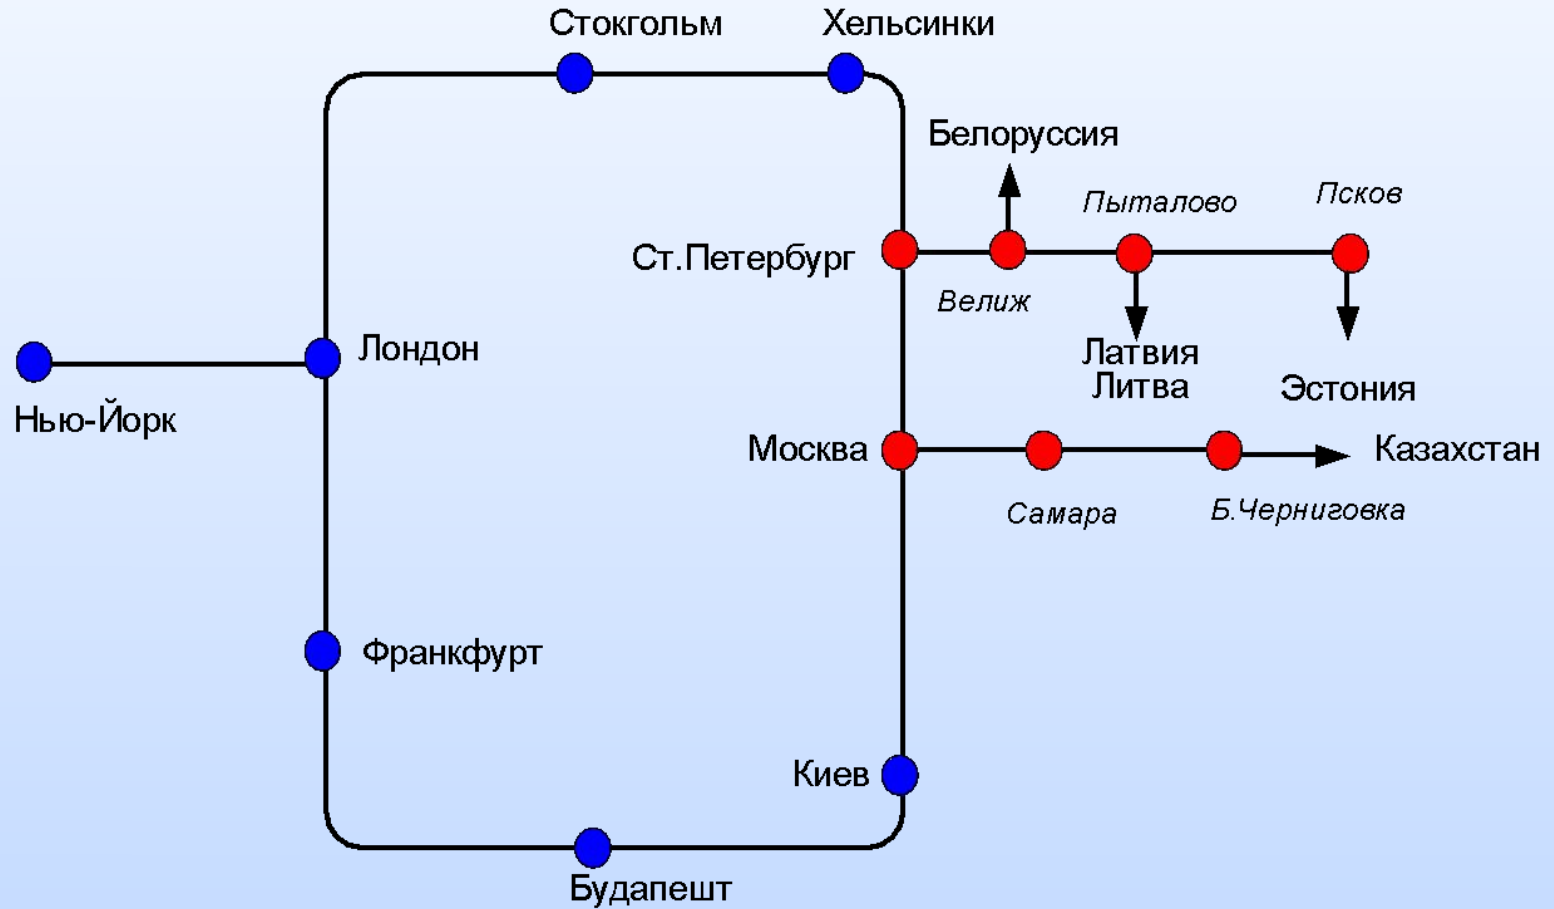 Стокгольм
Хельсинки
Белоруссия
Пыталово
Псков
Ст.Петербург
Велиж
Лондон
Латвия
Литва
Эстония
Нью-Йорк
Москва
Казахстан
Самара
Б.Черниговка
Франкфурт
Киев
Будапешт